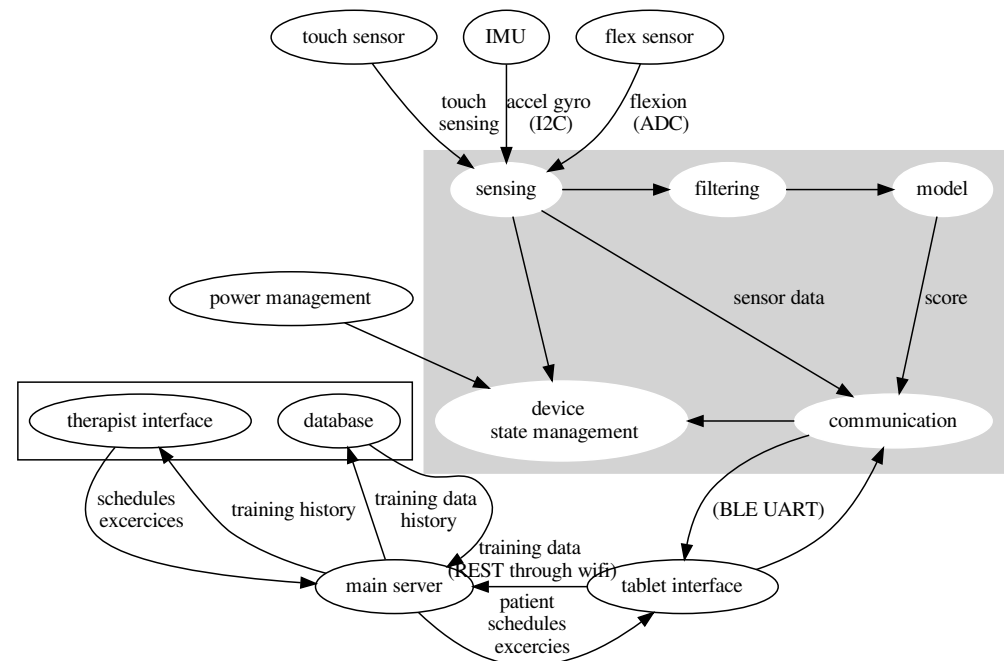 touch sensor
IMU
flex sensor
touch
sensing
accel gyro
(I2C)
flexion
(ADC)
sensing
filtering
model
power management
sensor data
score
therapist interface
database
device
state management
communication
schedules
excercices
training history
training data
history
(BLE UART)
training data
(REST through wifi)
main server
tablet interface
patient
schedules
excercies